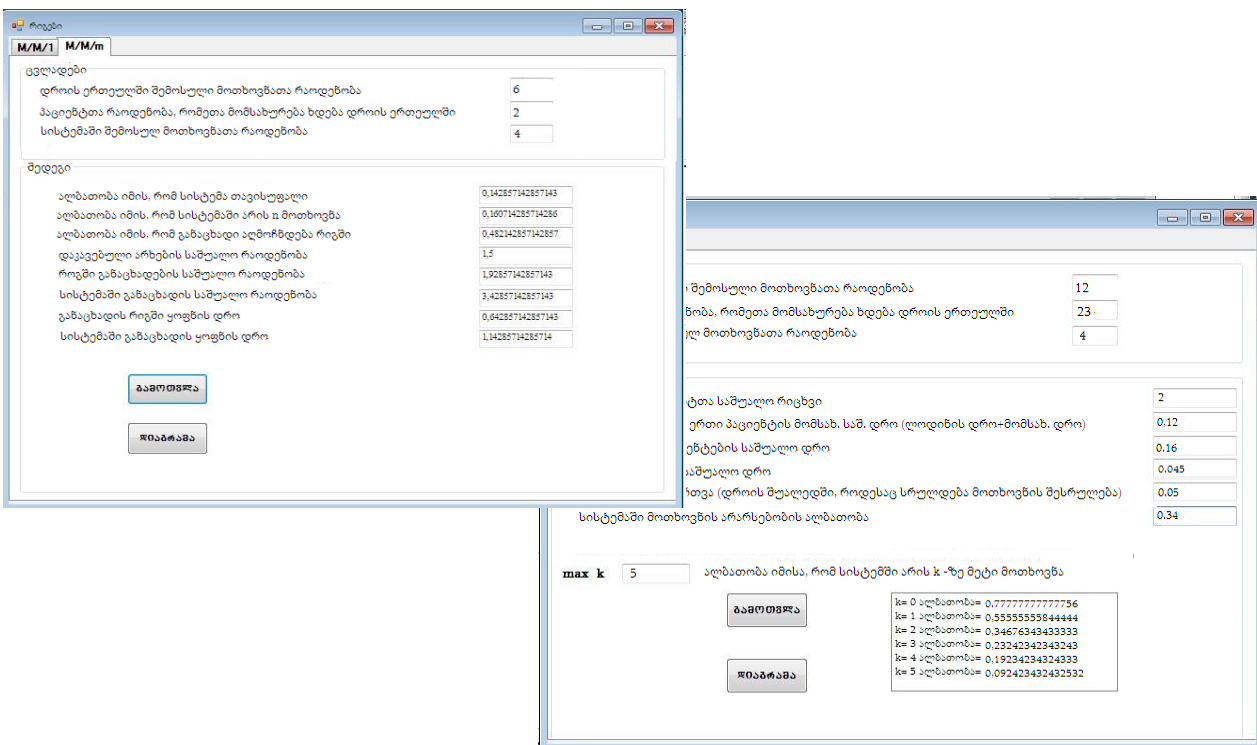 რიგები
M/M/1 M/M/m
ცვლადები
დროის ერთეულში შემოსული მოთხოვნათა რაოდენობა 6
პაციენტთა რაოდენობა, რომეთა მომსახურება ხდება დროის ერთეულში 2
სისტემაში შემოსულ მოთხოვნათა რაოდენობა 4
შედეგი
ალბათობა იმის, რომ სისტემა თავისუფალი 0,142857142857143
ალბათობა იმის, რომ სისტემაში არის n მოთხოვნა 0,160714285714286
ალბათობა იმის, რომ განაცხადი აღმოჩნდება რიგში 0,482142857142857
დაკავებული არხების საშუალო რაოდენობა 1,5
როგში განაცხადების საშუალო რაოდენობა 1,92857142857143
სისტემაში განაცხადის საშუალო რაოდენობა 3,42857142857143
განაცხადის რიგში ყოფნის დრო 0,642857142857143
სისტემაში განაცხადის ყოფნის დრო 1,14285714285714
გამოთვლა
დიაგრამა
შემოსული მოთხოვნათა რაოდენობა 12
ნობა, რომეთა მომსახურება ხდება დროის ერთეულში 23
ულ მოთხოვნათა რაოდენობა 4
ტთა საშუალო რიცხვი 2
ერთი პაციენტის მომსახ. საშ. დრო (ლოდინის დრო+მომსახ. დრო) 0,12
ენტების საშუალო დრო 0.16
საშუალო დრო 0.045
რთვა (დროის შუალედში, როდესაც სრულდება მოთხოვნის შესრულება) 0.05
სისტემაში მოთხოვნის არარსებობის ალბათობა 0.34
max k 5 ალბათობა იმისა, რომ სისტემში არის k -ზე მეტი მოთხოვნა
გამოთვლა
დიაგრამა
k= 0 ალბათობა= 0,77777777777756
k= 1 ალბათობა= 0,55555555844444
k= 2 ალბათობა= 0,34676343433333
k= 3 ალბათობა= 0,23242342343243
k= 4 ალბათობა= 0,19234234324333
k= 5 ალბათობა= 0,092423432432532